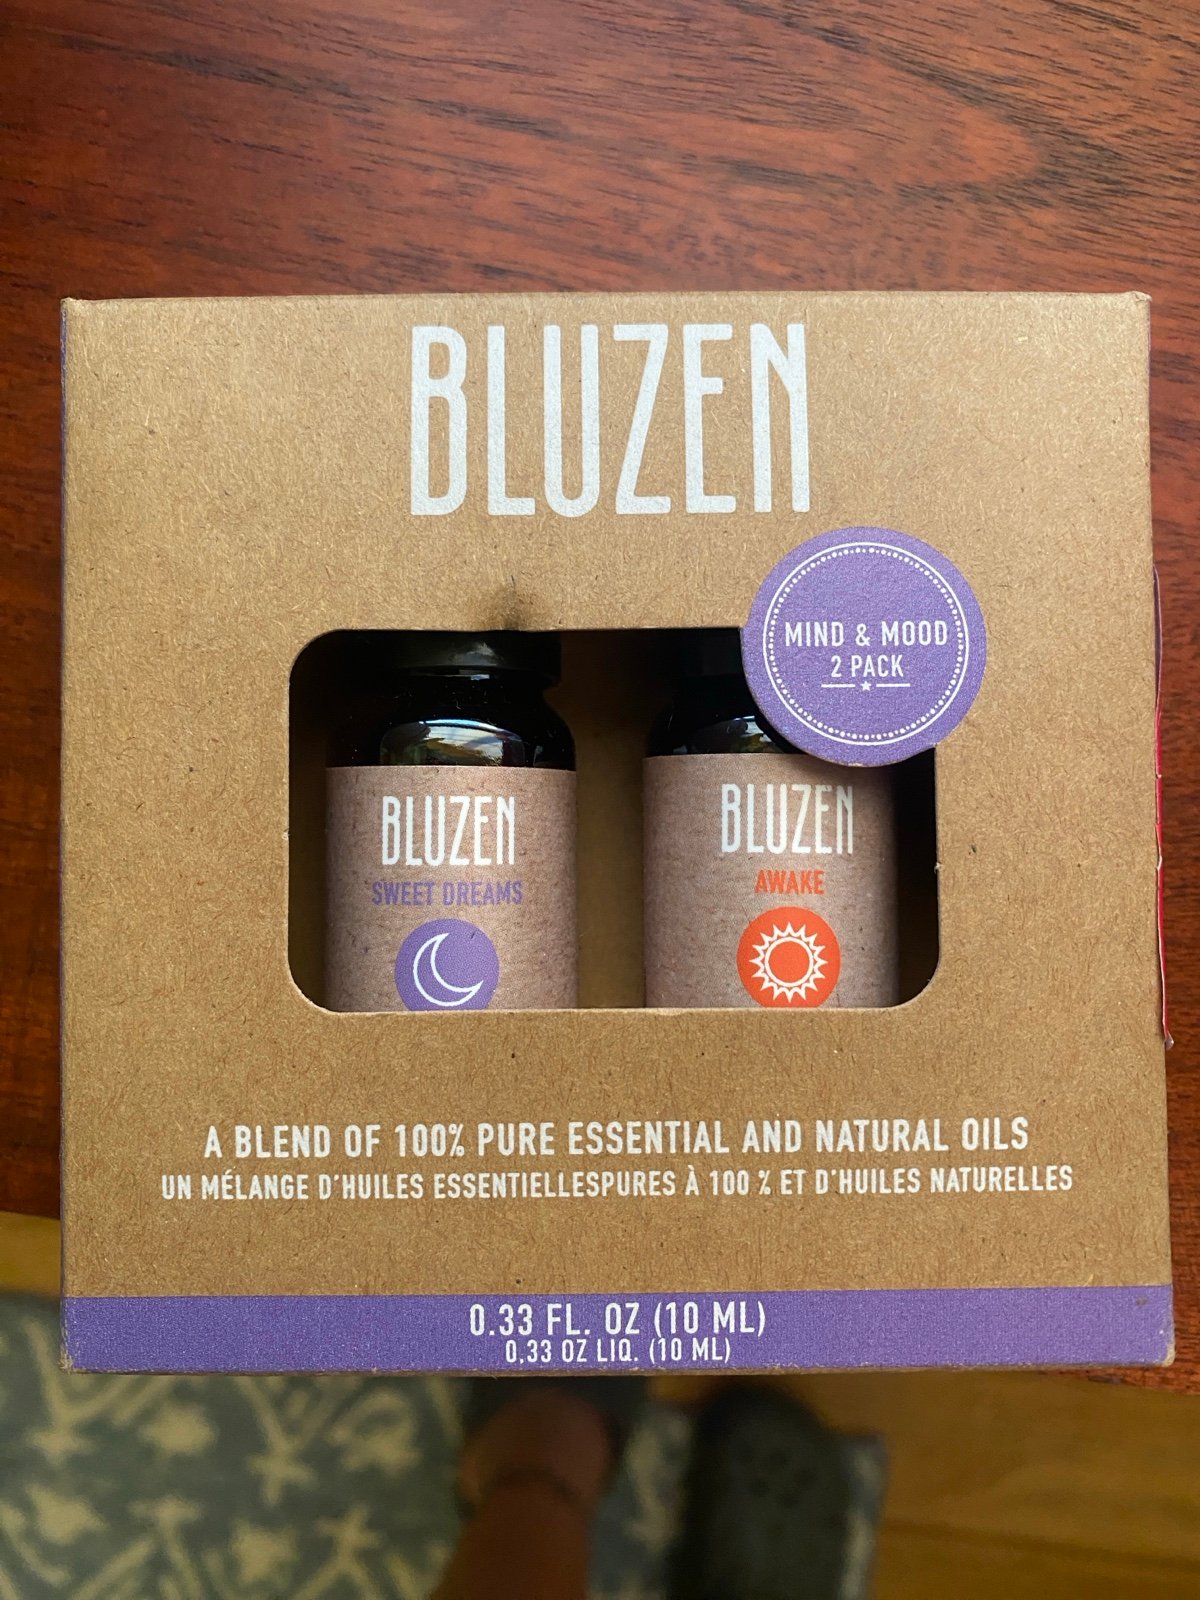 BLUZEN
MIND & MOOD
2 PACK
BLUZEN
SWEET DREAMS
BLUZEN
AWAKE
A BLEND OF 100% PURE ESSENTIAL AND NATURAL OILS
UN MÉLANGE D'HUILES ESSENTIELLESPURES À 100 % ET D'HUILES NATURELLES
0.33 FL. OZ (10 ML)
0,33 OZ LIQ. (10 ML)